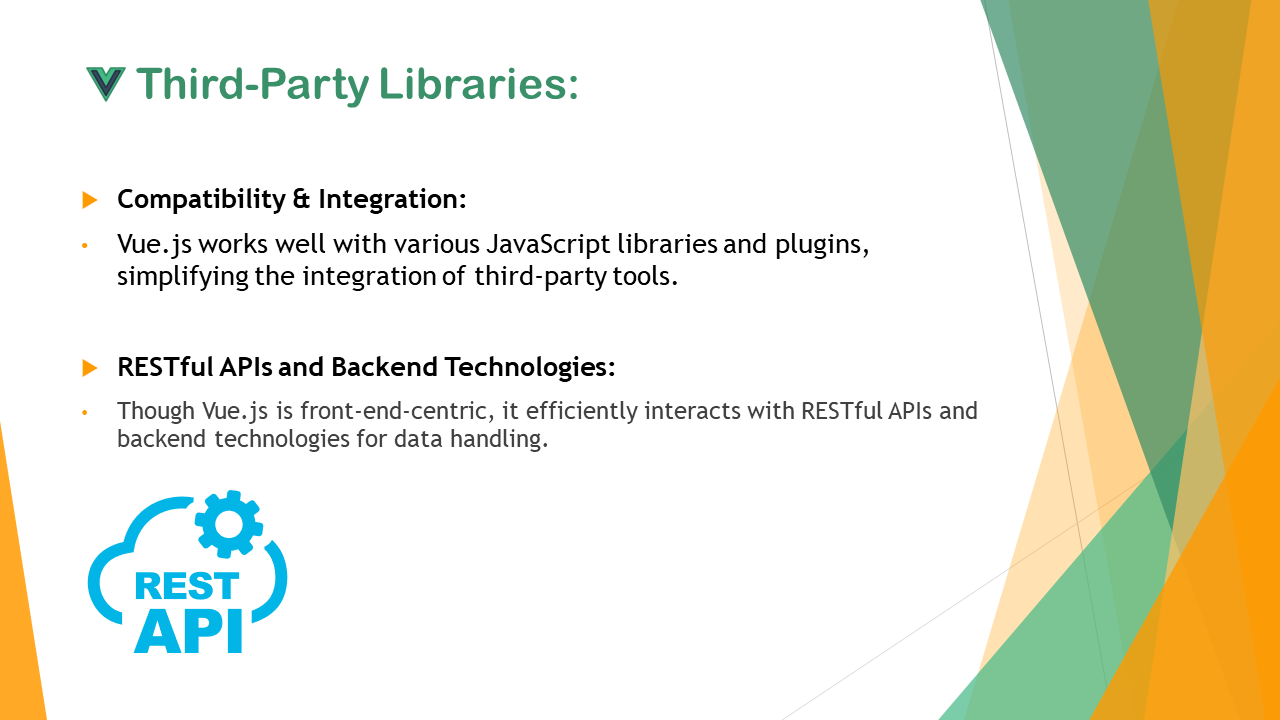 Third-Party Libraries:
Compatibility & Integration:
Vue.js works well with various JavaScript libraries and plugins,
simplifying the integration of third-party tools.
RESTful APIs and Backend Technologies:
Though Vue.js is front-end-centric, it efficiently interacts with RESTful APIs and
backend technologies for data handling.
REST
API